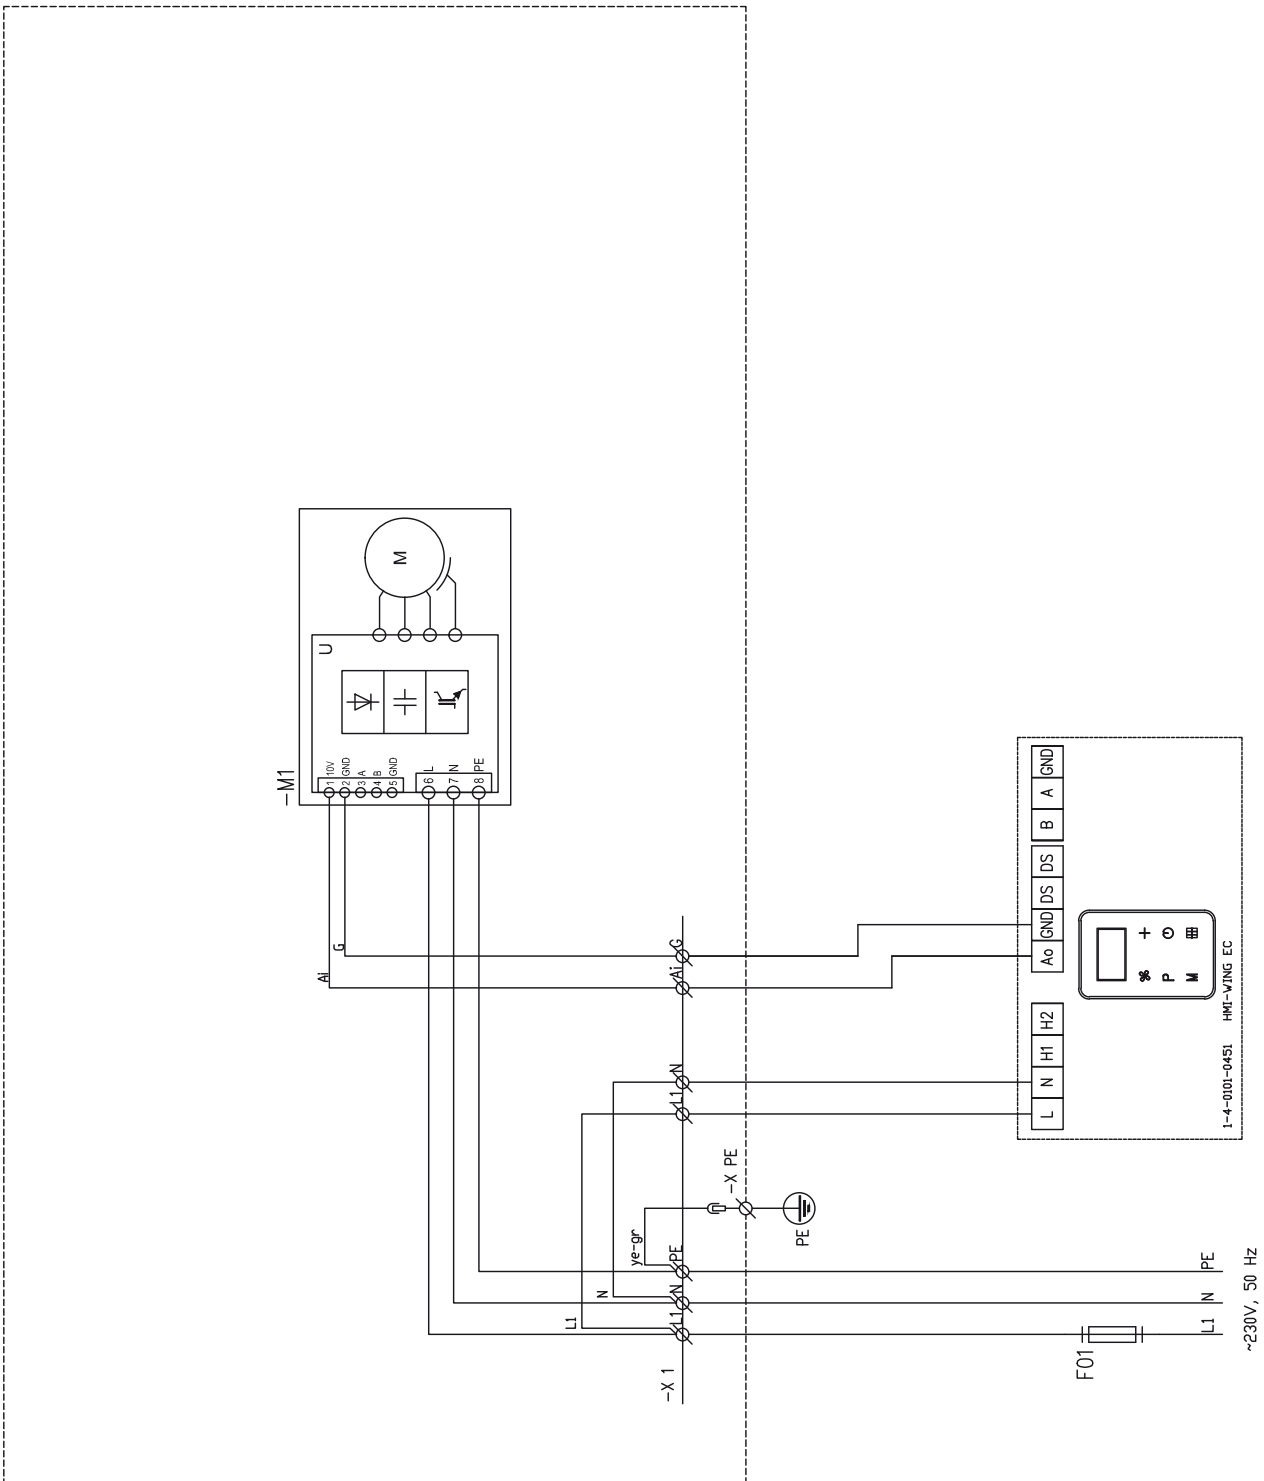 -M1
U
M
1 10V
2 GND
3 A
4 B
5 GND
6 L
7 N
8 PE
Ai
G
L1
N
ye-gr
-X 1
L1
N
PE
L1
N
Ai
G
-X PE
PE
L
N
H1
H2
Ao
GND
DS
DS
B
A
GND
% +
P
M
1-4-0101-0451 HMI-WING EC
F01
L1
N
PE
~230V, 50 Hz